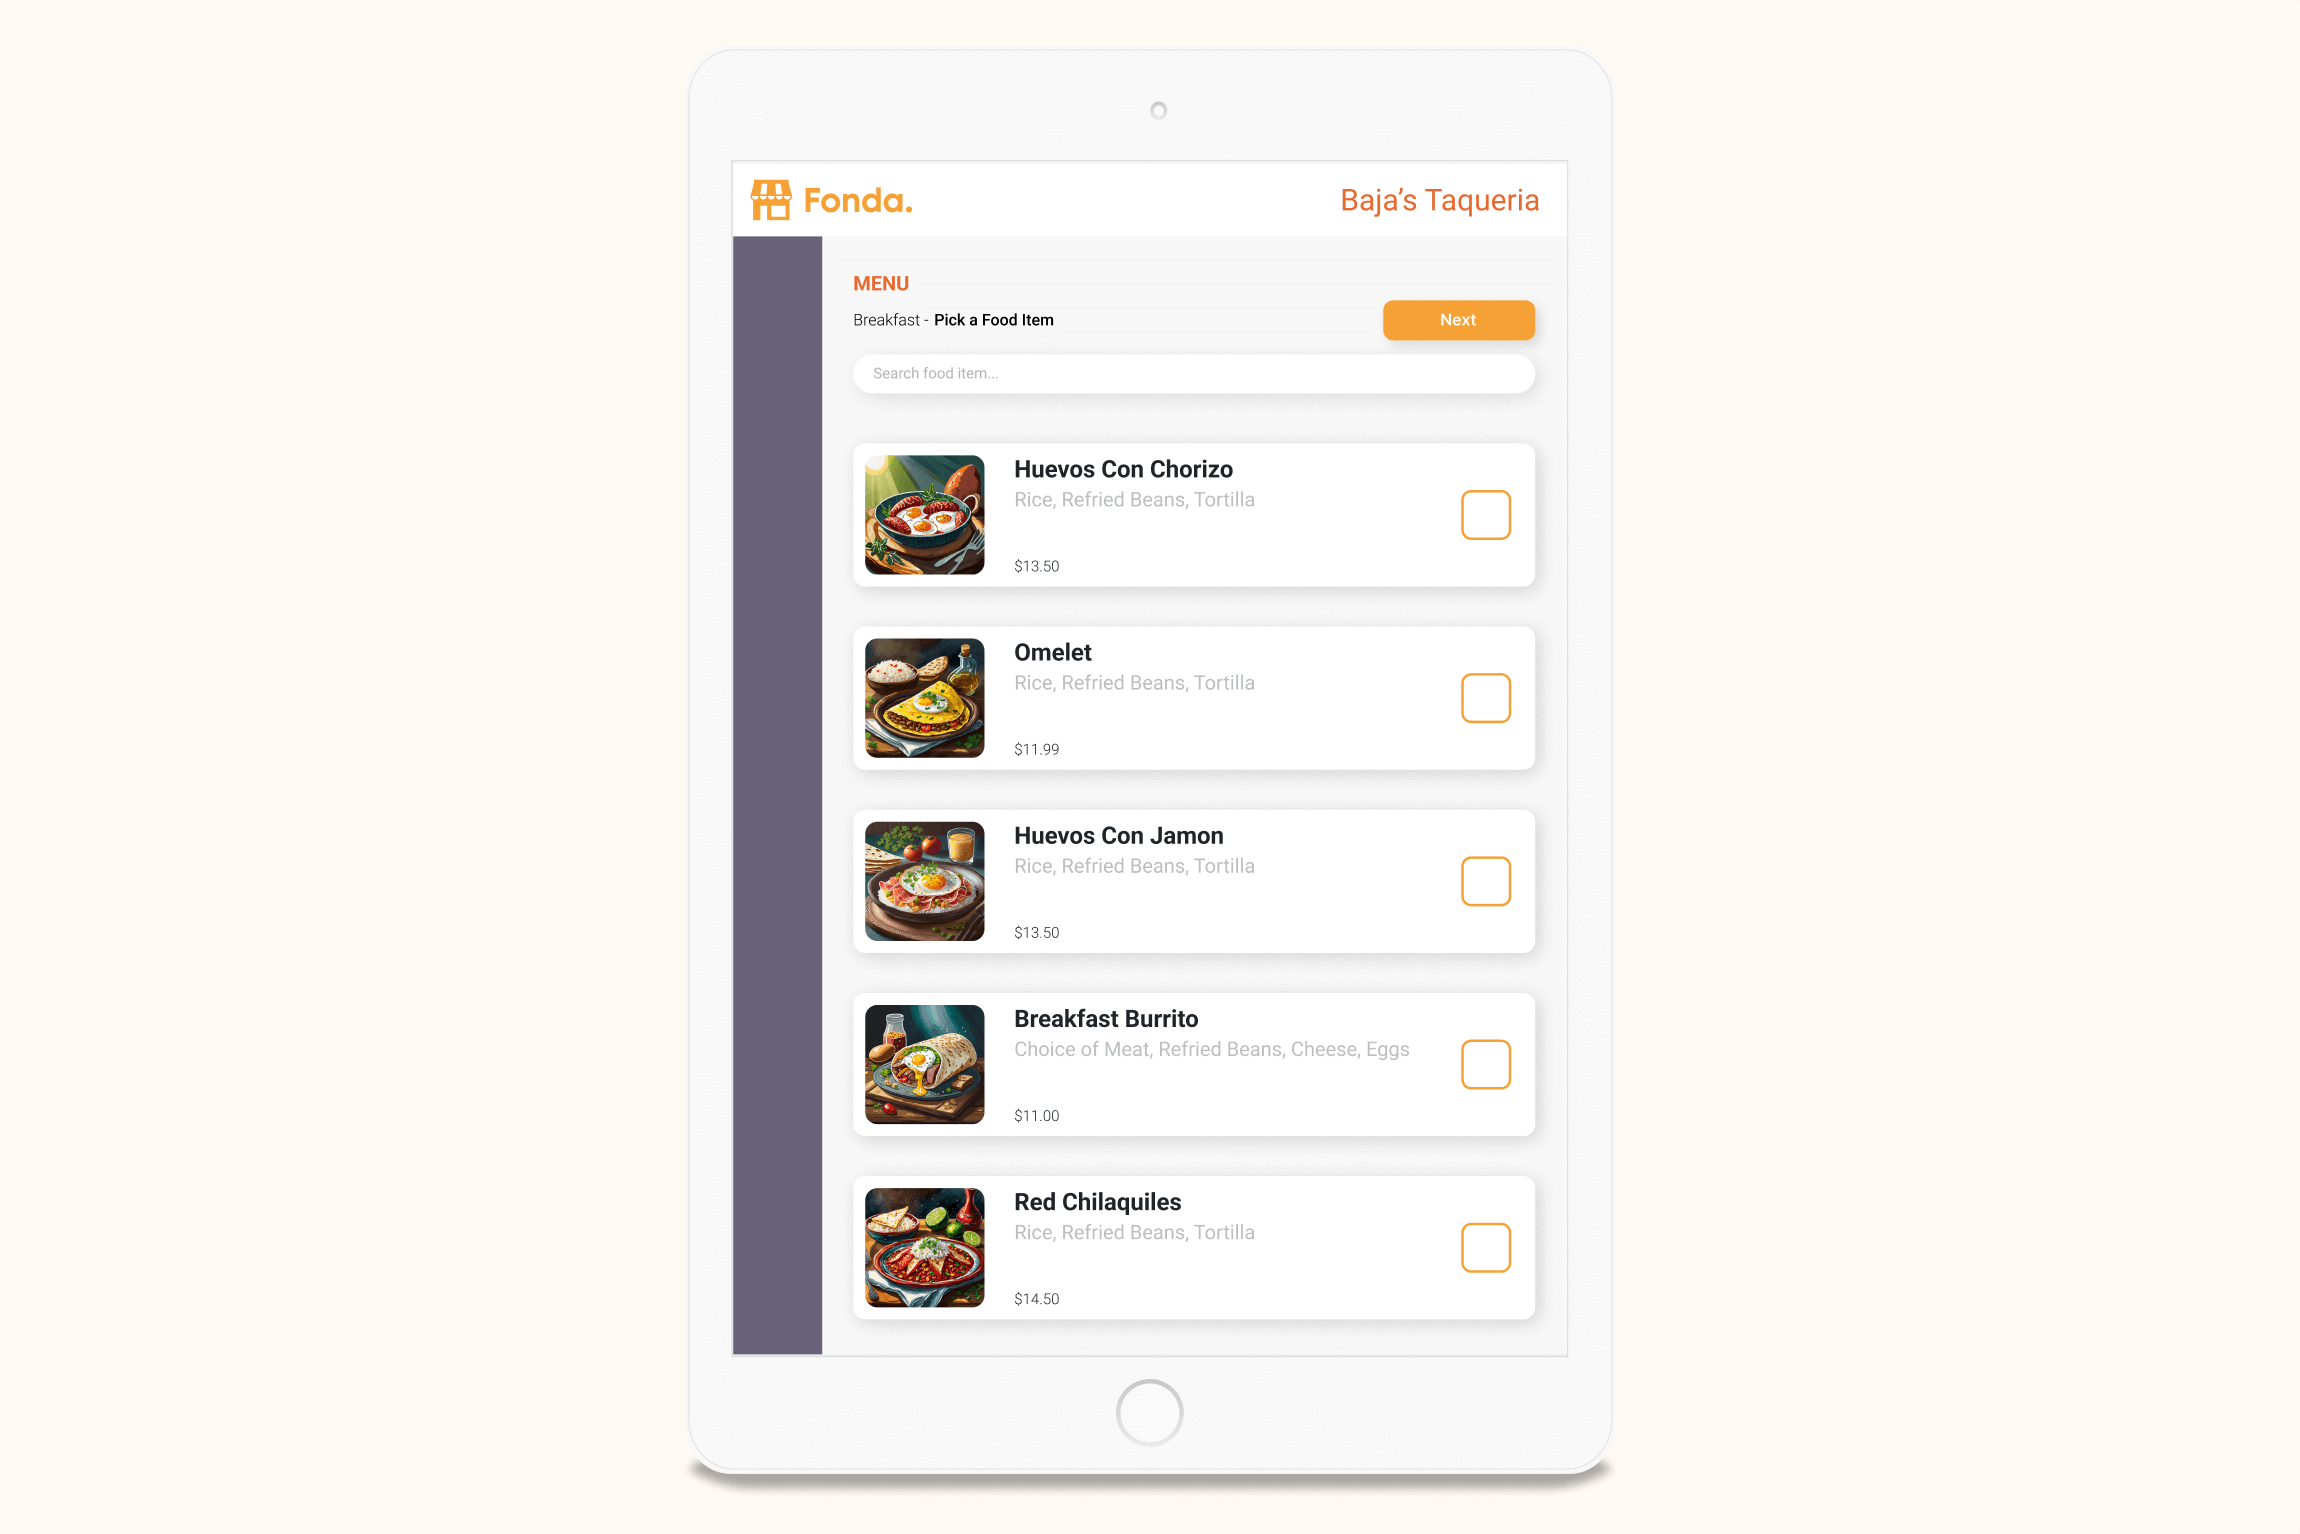 Fonda.
Baja’s Taqueria
MENU
Breakfast - Pick a Food Item
Next
Search food item...
Huevos Con Chorizo
Rice, Refried Beans, Tortilla
$13.50
Omelet
Rice, Refried Beans, Tortilla
$11.99
Huevos Con Jamon
Rice, Refried Beans, Tortilla
$13.50
Breakfast Burrito
Choice of Meat, Refried Beans, Cheese, Eggs
$11.00
Red Chilaquiles
Rice, Refried Beans, Tortilla
$14.50